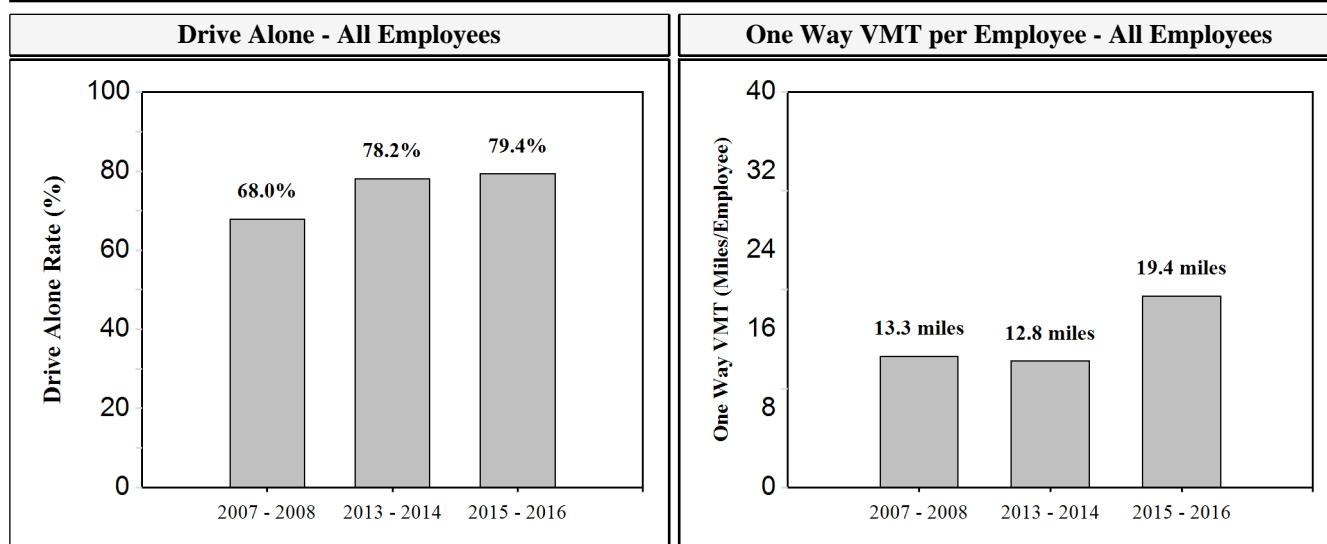 Drive Alone - All Employees
One Way VMT per Employee - All Employees
Drive Alone Rate (%)
100
80
60
40
20
0
68.0%
78.2%
79.4%
2007 - 2008
2013 - 2014
2015 - 2016
One Way VMT (Miles/Employee)
40
32
24
16
8
0
13.3 miles
12.8 miles
19.4 miles
2007 - 2008
2013 - 2014
2015 - 2016